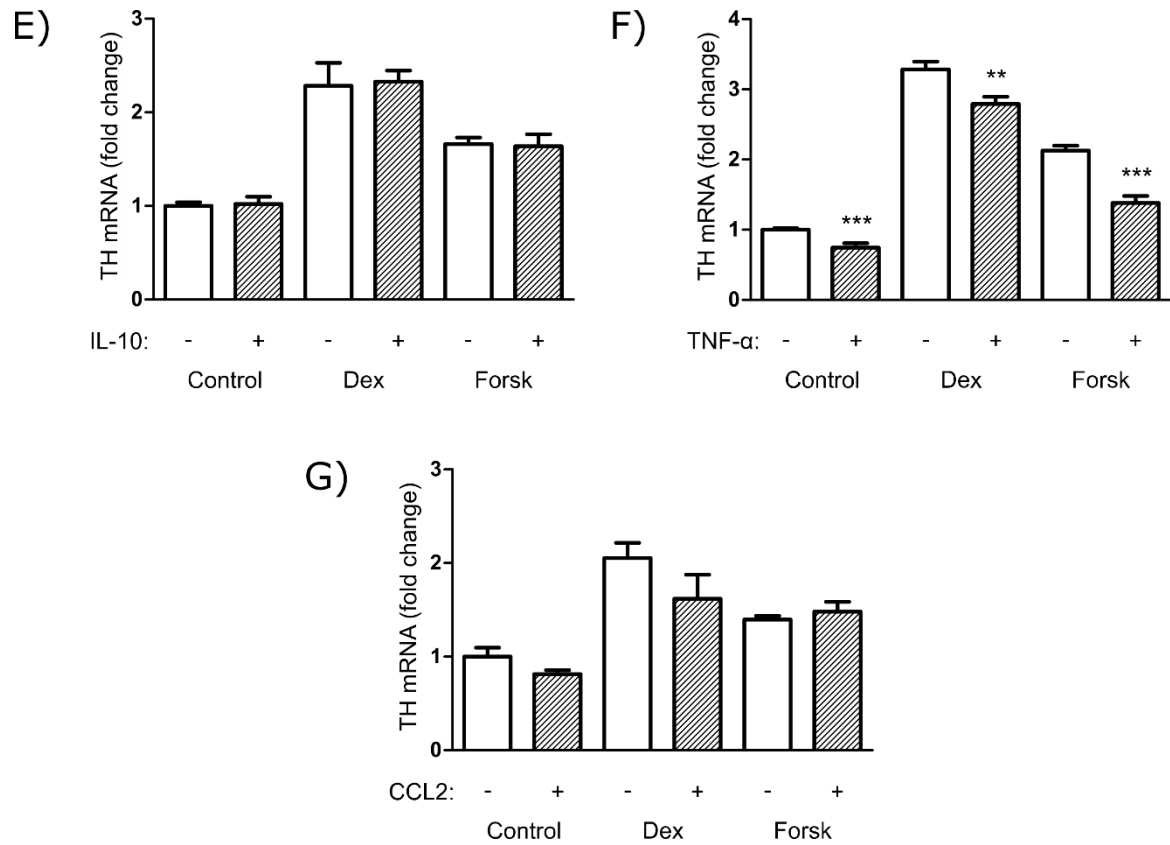 E)
TH mRNA (fold change)
3
2
1
0
IL-10: - + - + - +
Control Dex Forsk
F)
TH mRNA (fold change)
4
3
2
1
0
***
**
***
TNF-α: - + - + - +
Control Dex Forsk
G)
TH mRNA (fold change)
3
2
1
0
CCL2: - + - + - +
Control Dex Forsk